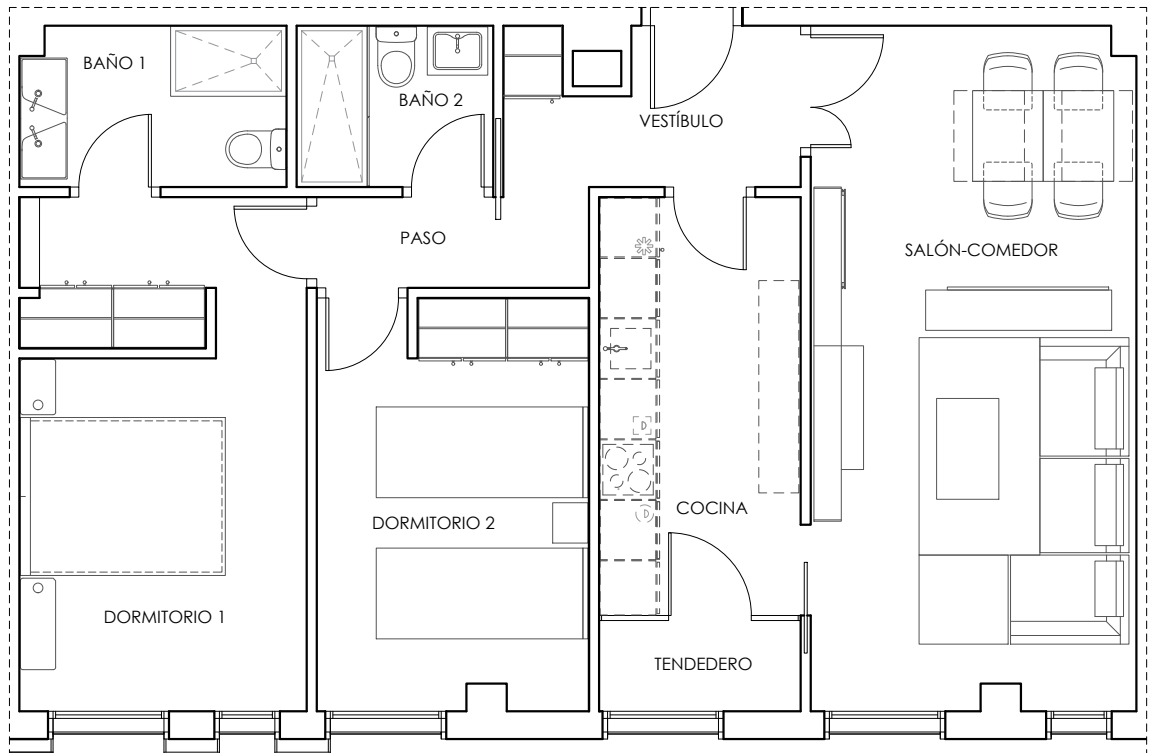 BAÑO 1
BAÑO 2
VESTÍBULO
PASO
SALÓN-COMEDOR
COCINA
DORMITORIO 2
DORMITORIO 1
TENDEDERO